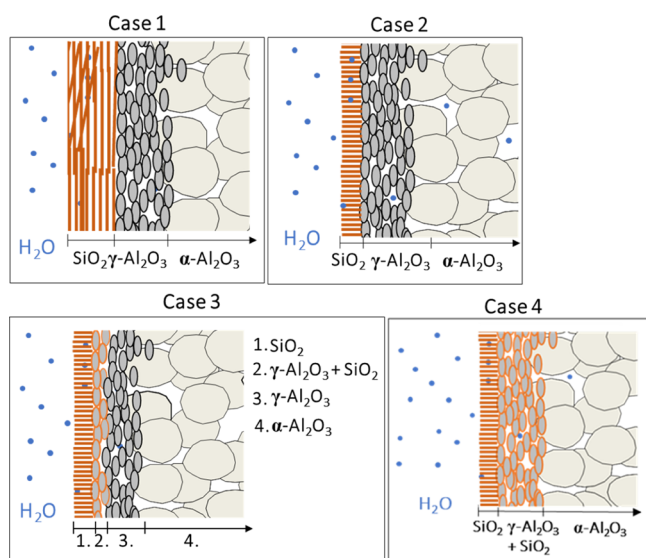 Case 1
H₂O
SiO₂ γ-Al₂O₃ α-Al₂O₃
Case 2
H₂O
SiO₂ γ-Al₂O₃ α-Al₂O₃
Case 3
1. SiO₂
2. γ-Al₂O₃ + SiO₂
3. γ-Al₂O₃
4. α-Al₂O₃
H₂O
1. 2. 3. 4.
Case 4
H₂O
SiO₂ γ-Al₂O₃ α-Al₂O₃
+ SiO₂